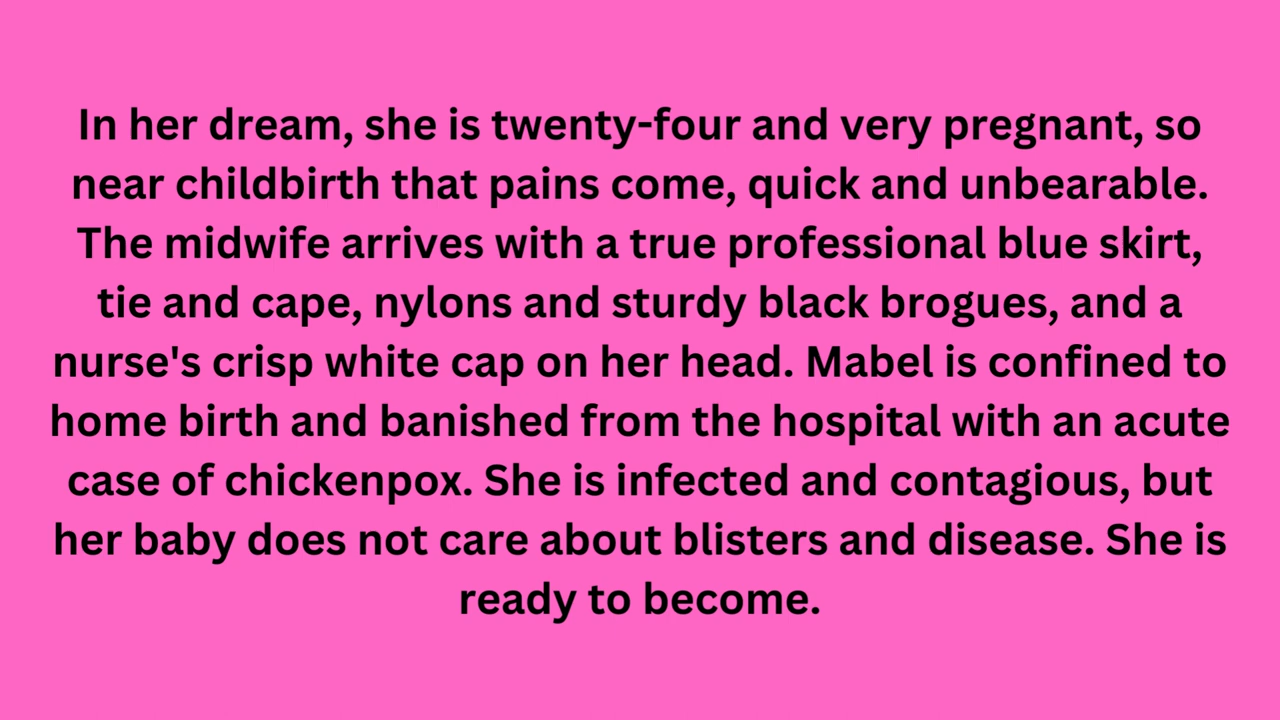 In her dream, she is twenty-four and very pregnant, so
near childbirth that pains come, quick and unbearable.
The midwife arrives with a true professional blue skirt,
tie and cape, nylons and sturdy black brogues, and a
nurse's crisp white cap on her head. Mabel is confined to
home birth and banished from the hospital with an acute
case of chickenpox. She is infected and contagious, but
her baby does not care about blisters and disease. She is
ready to become.